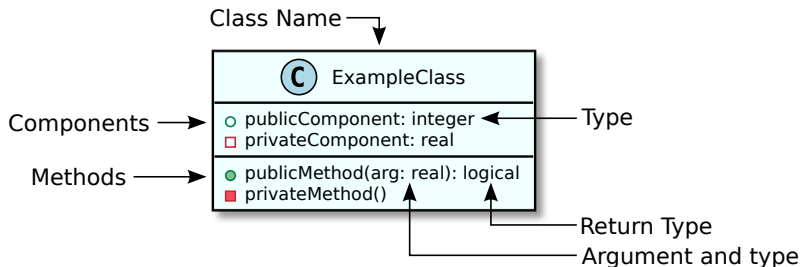 Class Name
C ExampleClass
Components
publicComponent: integer
Type
privateComponent: real
Methods
publicMethod(arg: real): logical
privateMethod()
Return Type
Argument and type